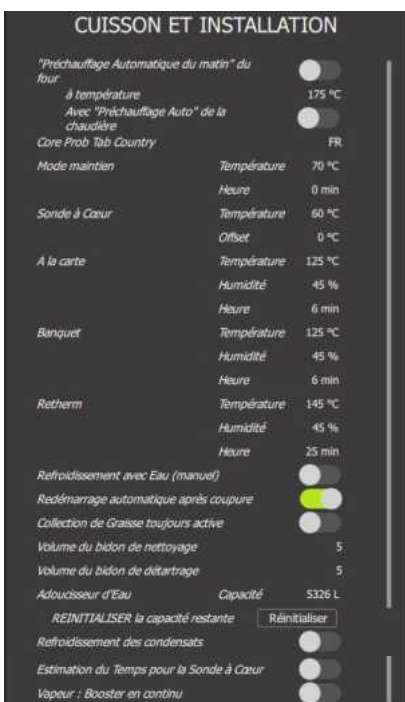 CUISSON ET INSTALLATION
"Préchauffage Automatique du matin" du
four
à température 175 °C
Avec "Préchauffage Auto" de la
chaudière
Core Prob Tab Country FR
Mode maintien Température 70 °C
Heure 0 min
Sonde à Cœur Température 60 °C
Offset 0 °C
A la carte Température 125 °C
Humidité 45 %
Heure 6 min
Banquet Température 125 °C
Humidité 45 %
Heure 6 min
Retherm Température 145 °C
Humidité 45 %
Heure 25 min
Refroidissement avec Eau (manuel)
Redémarrage automatique après coupure
Collection de Graisse toujours active
Volume du bidon de nettoyage 5
Volume du bidon de détartrage 5
Adoucisseur d'Eau Capacité 5326 L
REINITIALISER la capacité restante Réinitialiser
Refroidissement des condensats
Estimation du Temps pour la Sonde à Cœur
Vapeur : Booster en continu